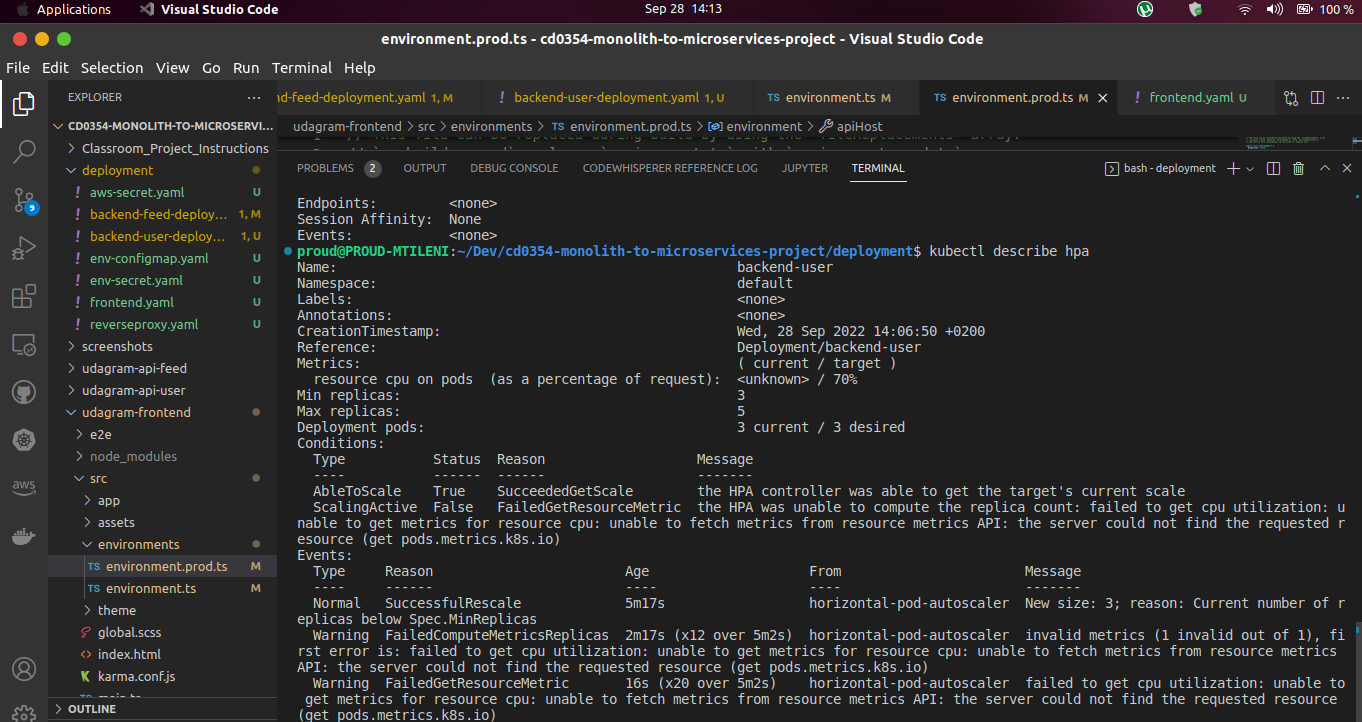 Applications Visual Studio Code Sep 28 14:13 100 %
environment.prod.ts - cd0354-monolith-to-microservices-project - Visual Studio Code
File Edit Selection View Go Run Terminal Help
EXPLORER ···
nd-feed-deployment.yaml 1, M ! backend-user-deployment.yaml 1, U TS environment.ts M TS environment.prod.ts M ! frontend.yaml U ···
udagram-frontend > src > environments > TS environment.prod.ts > environment > apiHost
PROBLEMS 2 OUTPUT DEBUG CONSOLE CODEWHISPERER REFERENCE LOG JUPYTER TERMINAL bash - deployment
CD0354-MONOLITH-TO-MICROSERVI...
Classroom_Project_Instructions
deployment
! aws-secret.yaml U
! backend-feed-deploy... 1, M
! backend-user-deploy... 1, U
! env-configmap.yaml U
! env-secret.yaml U
! frontend.yaml U
! reverseproxy.yaml U
screenshots
udagram-api-feed
udagram-api-user
udagram-frontend
e2e
node_modules
src
app
assets
environments
TS environment.prod.ts M
TS environment.ts M
theme
global.scss
index.html
karma.conf.js
OUTLINE
9
aws
Endpoints: <none>
Session Affinity: None
Events: <none>
proud@PROUD-MTILENI:~/Dev/cd0354-monolith-to-microservices-project/deployment$ kubectl describe hpa
Name: backend-user
Namespace: default
Labels: <none>
Annotations: <none>
CreationTimestamp: Wed, 28 Sep 2022 14:06:50 +0200
Reference: Deployment/backend-user
Metrics: ( current / target )
resource cpu on pods (as a percentage of request): <unknown> / 70%
Min replicas: 3
Max replicas: 5
Deployment pods: 3 current / 3 desired
Conditions:
Type Status Reason Message
---- ------ ------ -------
AbleToScale True SucceededGetScale the HPA controller was able to get the target's current scale
ScalingActive False FailedGetResourceMetric the HPA was unable to compute the replica count: failed to get cpu utilization: u
nable to get metrics for resource cpu: unable to fetch metrics from resource metrics API: the server could not find the requested r
esource (get pods.metrics.k8s.io)
Events:
Type Reason Age From Message
---- ------ ---- ---- -------
Normal SuccessfulRescale 5m17s horizontal-pod-autoscaler New size: 3; reason: Current number of r
eplicas below Spec.MinReplicas
Warning FailedComputeMetricsReplicas 2m17s (x12 over 5m2s) horizontal-pod-autoscaler invalid metrics (1 invalid out of 1), fi
rst error is: failed to get cpu utilization: unable to get metrics for resource cpu: unable to fetch metrics from resource metrics
API: the server could not find the requested resource (get pods.metrics.k8s.io)
Warning FailedGetResourceMetric 16s (x20 over 5m2s) horizontal-pod-autoscaler failed to get cpu utilization: unable to
get metrics for resource cpu: unable to fetch metrics from resource metrics API: the server could not find the requested resource
(get pods.metrics.k8s.io)